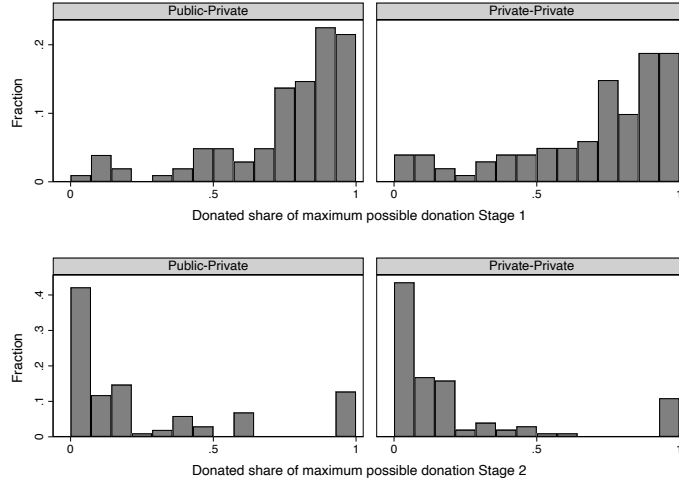 Public-Private
Private-Private
.2
.1
0
Fraction
0
.5
1
0
.5
1
Donated share of maximum possible donation Stage 1
Public-Private
Private-Private
.4
.3
.2
.1
0
Fraction
0
.5
1
0
.5
1
Donated share of maximum possible donation Stage 2